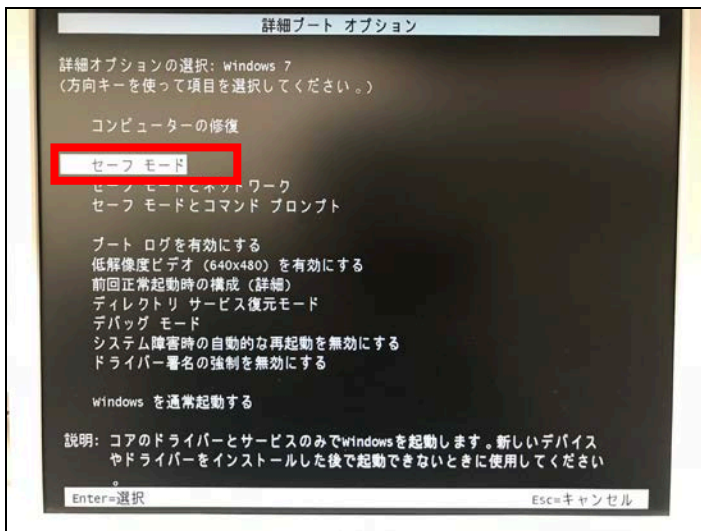 詳細ブート オプション
詳細オプションの選択: Windows 7
(方向キーを使って項目を選択してください。)
コンピューターの修復
セーフ モード
セーフ モードとネットワーク
セーフ モードとコマンド プロンプト
ブート ログを有効にする
低解像度ビデオ (640x480) を有効にする
前回正常起動時の構成 (詳細)
ディレクトリ サービス復元モード
デバッグ モード
システム障害時の自動的な再起動を無効にする
ドライバー署名の強制を無効にする
Windows を通常起動する
説明: コアのドライバーとサービスのみでWindowsを起動します。新しいデバイス
やドライバーをインストールした後で起動できないときに使用してください
。
Enter=選択 Esc=キャンセル